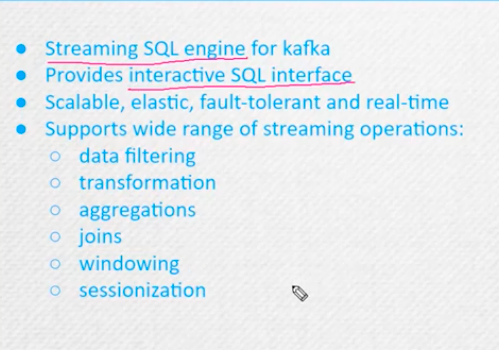 ● Streaming SQL engine for kafka
● Provides interactive SQL interface
● Scalable, elastic, fault-tolerant and real-time
● Supports wide range of streaming operations:
○ data filtering
○ transformation
○ aggregations
○ joins
○ windowing
○ sessionization